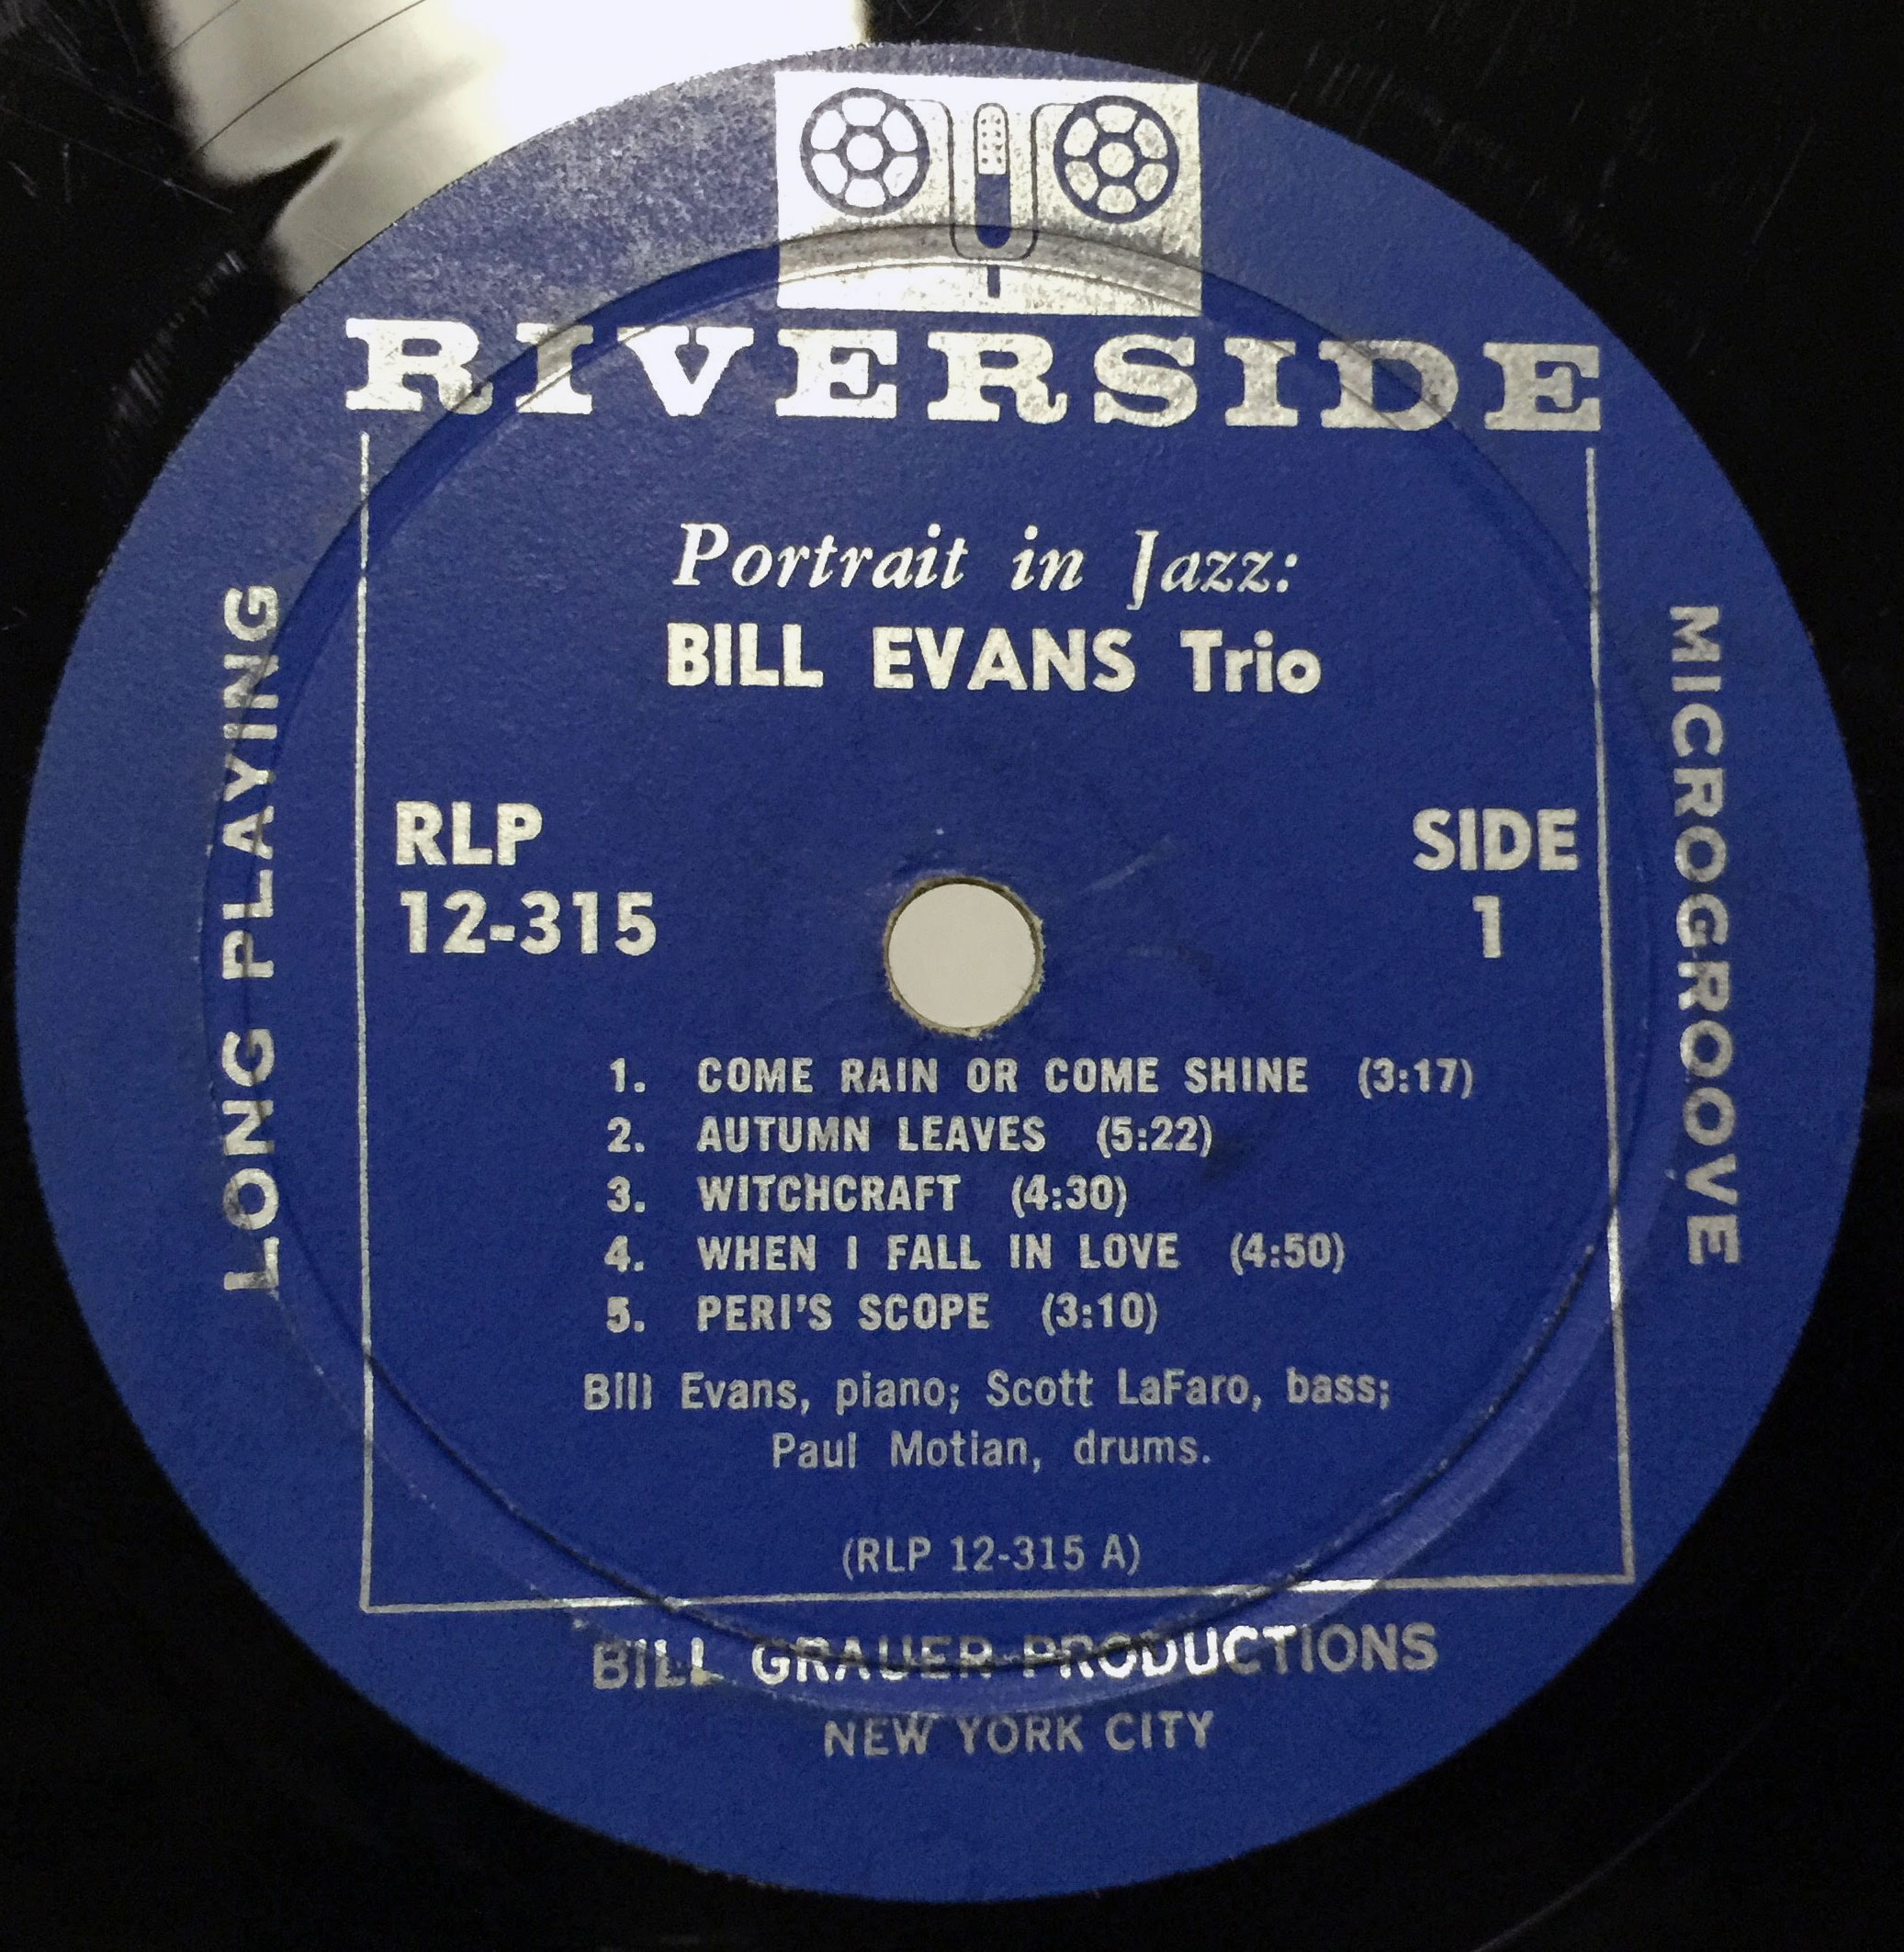 RIVERSIDE
Portrait in Jazz:
BILL EVANS Trio
RLP
12-315
SIDE
1
LONG PLAYING
MICROGROOVE
1. COME RAIN OR COME SHINE (3:17)
2. AUTUMN LEAVES (5:22)
3. WITCHCRAFT (4:30)
4. WHEN I FALL IN LOVE (4:50)
5. PERI'S SCOPE (3:10)
Bill Evans, piano; Scott LaFaro, bass;
Paul Motian, drums.
(RLP 12-315 A)
BILL GRAUER PRODUCTIONS
NEW YORK CITY